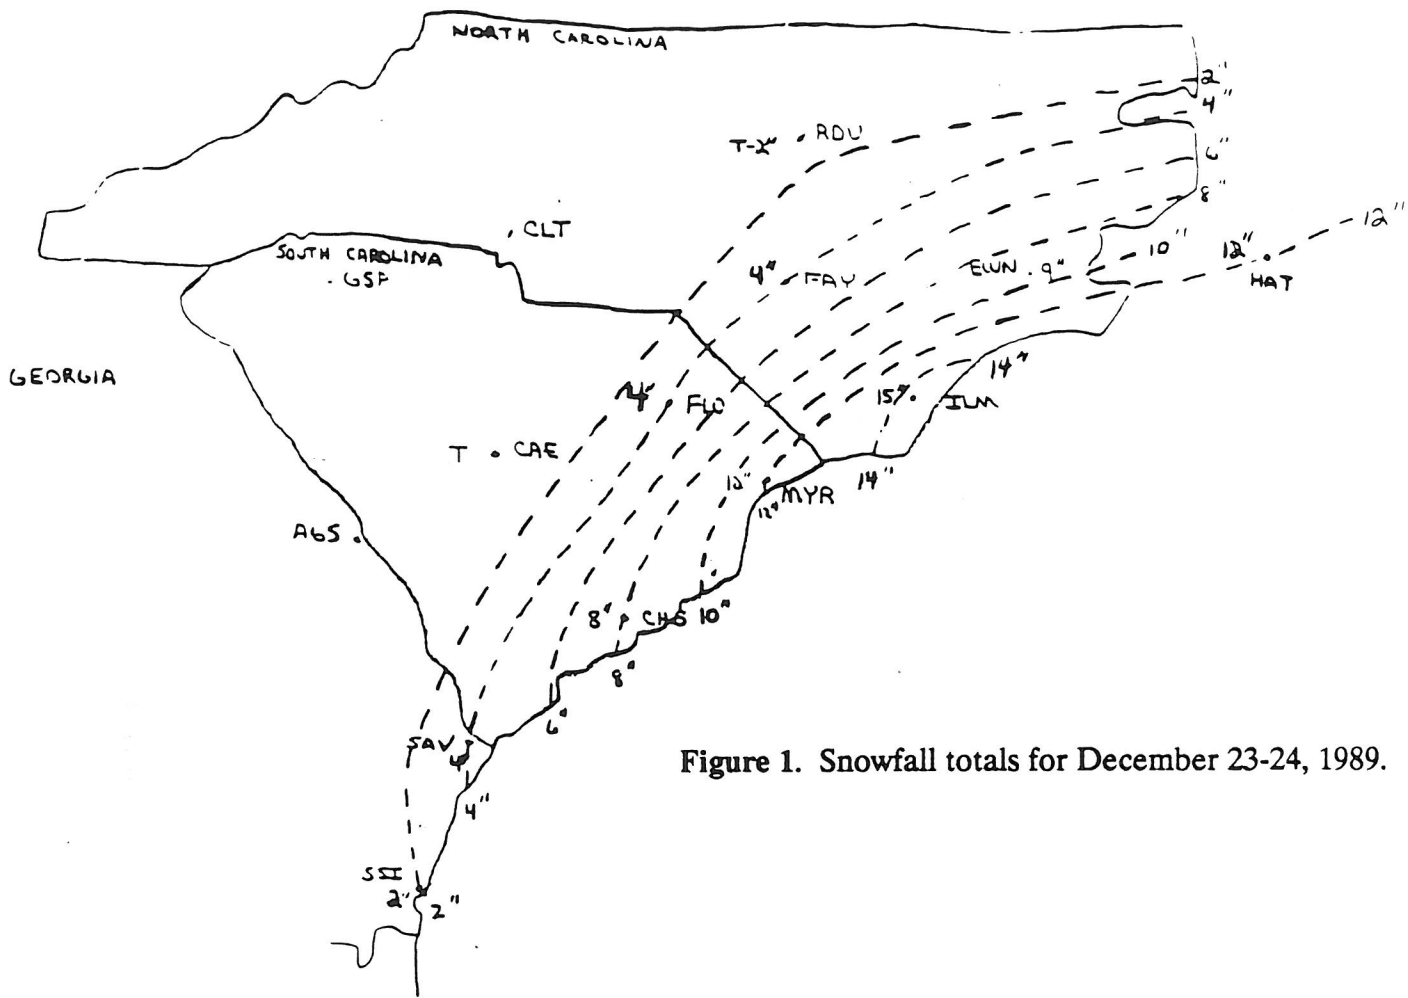 NORTH CAROLINA
2"
4"
T-2" RDU
6"
8"
12"
CLT
SOUTH CAROLINA
GSP
4" FAY
EWN 9"
10"
12"
HAT
GEORGIA
14"
4" FLO
15" ILM
T CAE
MYR
12"
14"
AGS
8" CHS 10"
8"
6"
SAV
4"
4"
SSI
2" 2"
Figure 1. Snowfall totals for December 23-24, 1989.